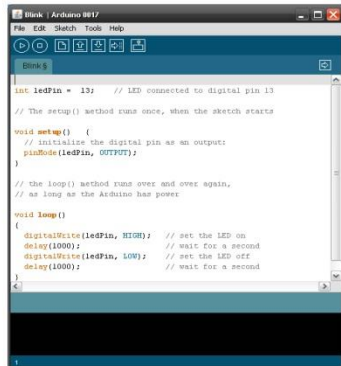 Blink | Arduino 0017
File Edit Sketch Tools Help
Blink §
int ledPin = 13; // LED connected to digital pin 13
// The setup() method runs once, when the sketch starts
void setup() {
// initialize the digital pin as an output:
pinMode(ledPin, OUTPUT);
}
// the loop() method runs over and over again,
// as long as the Arduino has power
void loop()
{
digitalWrite(ledPin, HIGH); // set the LED on
delay(1000); // wait for a second
digitalWrite(ledPin, LOW); // set the LED off
delay(1000); // wait for a second
}
1